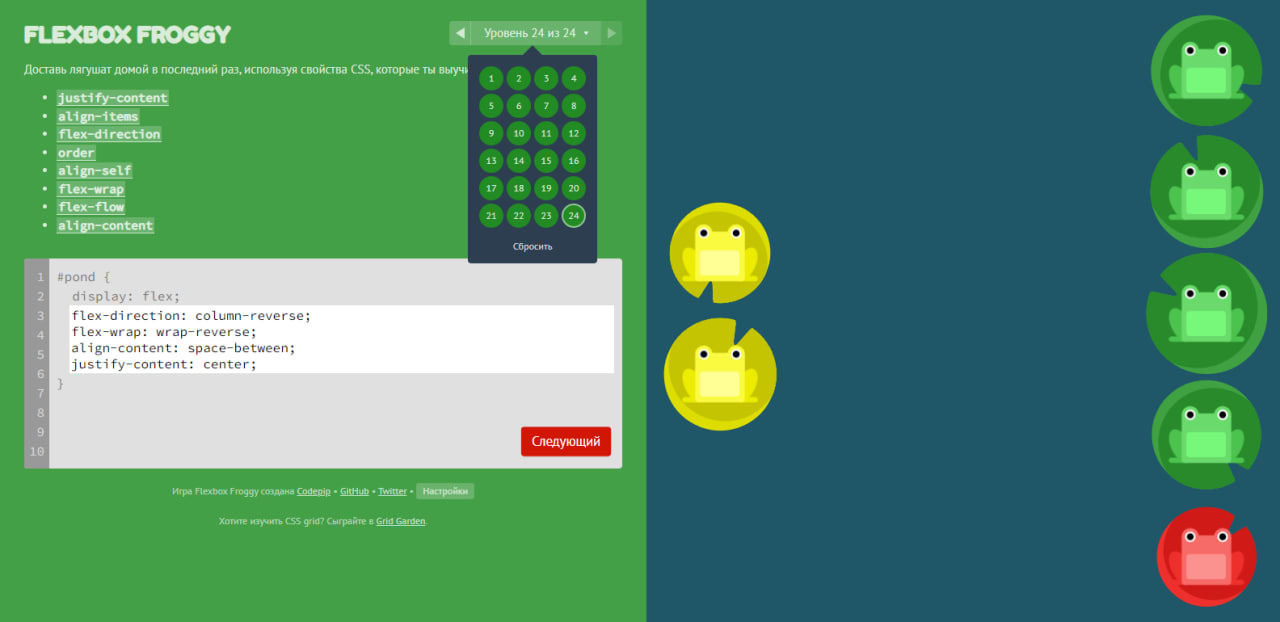 FLEXBOX FROGGY
Уровень 24 из 24
Доставь лягушат домой в последний раз, используя свойства CSS, которые ты выучи
justify-content
align-items
flex-direction
order
align-self
flex-wrap
flex-flow
align-content
1 2 3 4
5 6 7 8
9 10 11 12
13 14 15 16
17 18 19 20
21 22 23 24
Сбросить
1 #pond {
2 display: flex;
3 flex-direction: column-reverse;
4 flex-wrap: wrap-reverse;
5 align-content: space-between;
6 justify-content: center;
7 }
8
9
10
Следующий
Игра Flexbox Froggy создана Codepip • GitHub • Twitter • Настройки
Хотите изучить CSS grid? Сыграйте в Grid Garden.